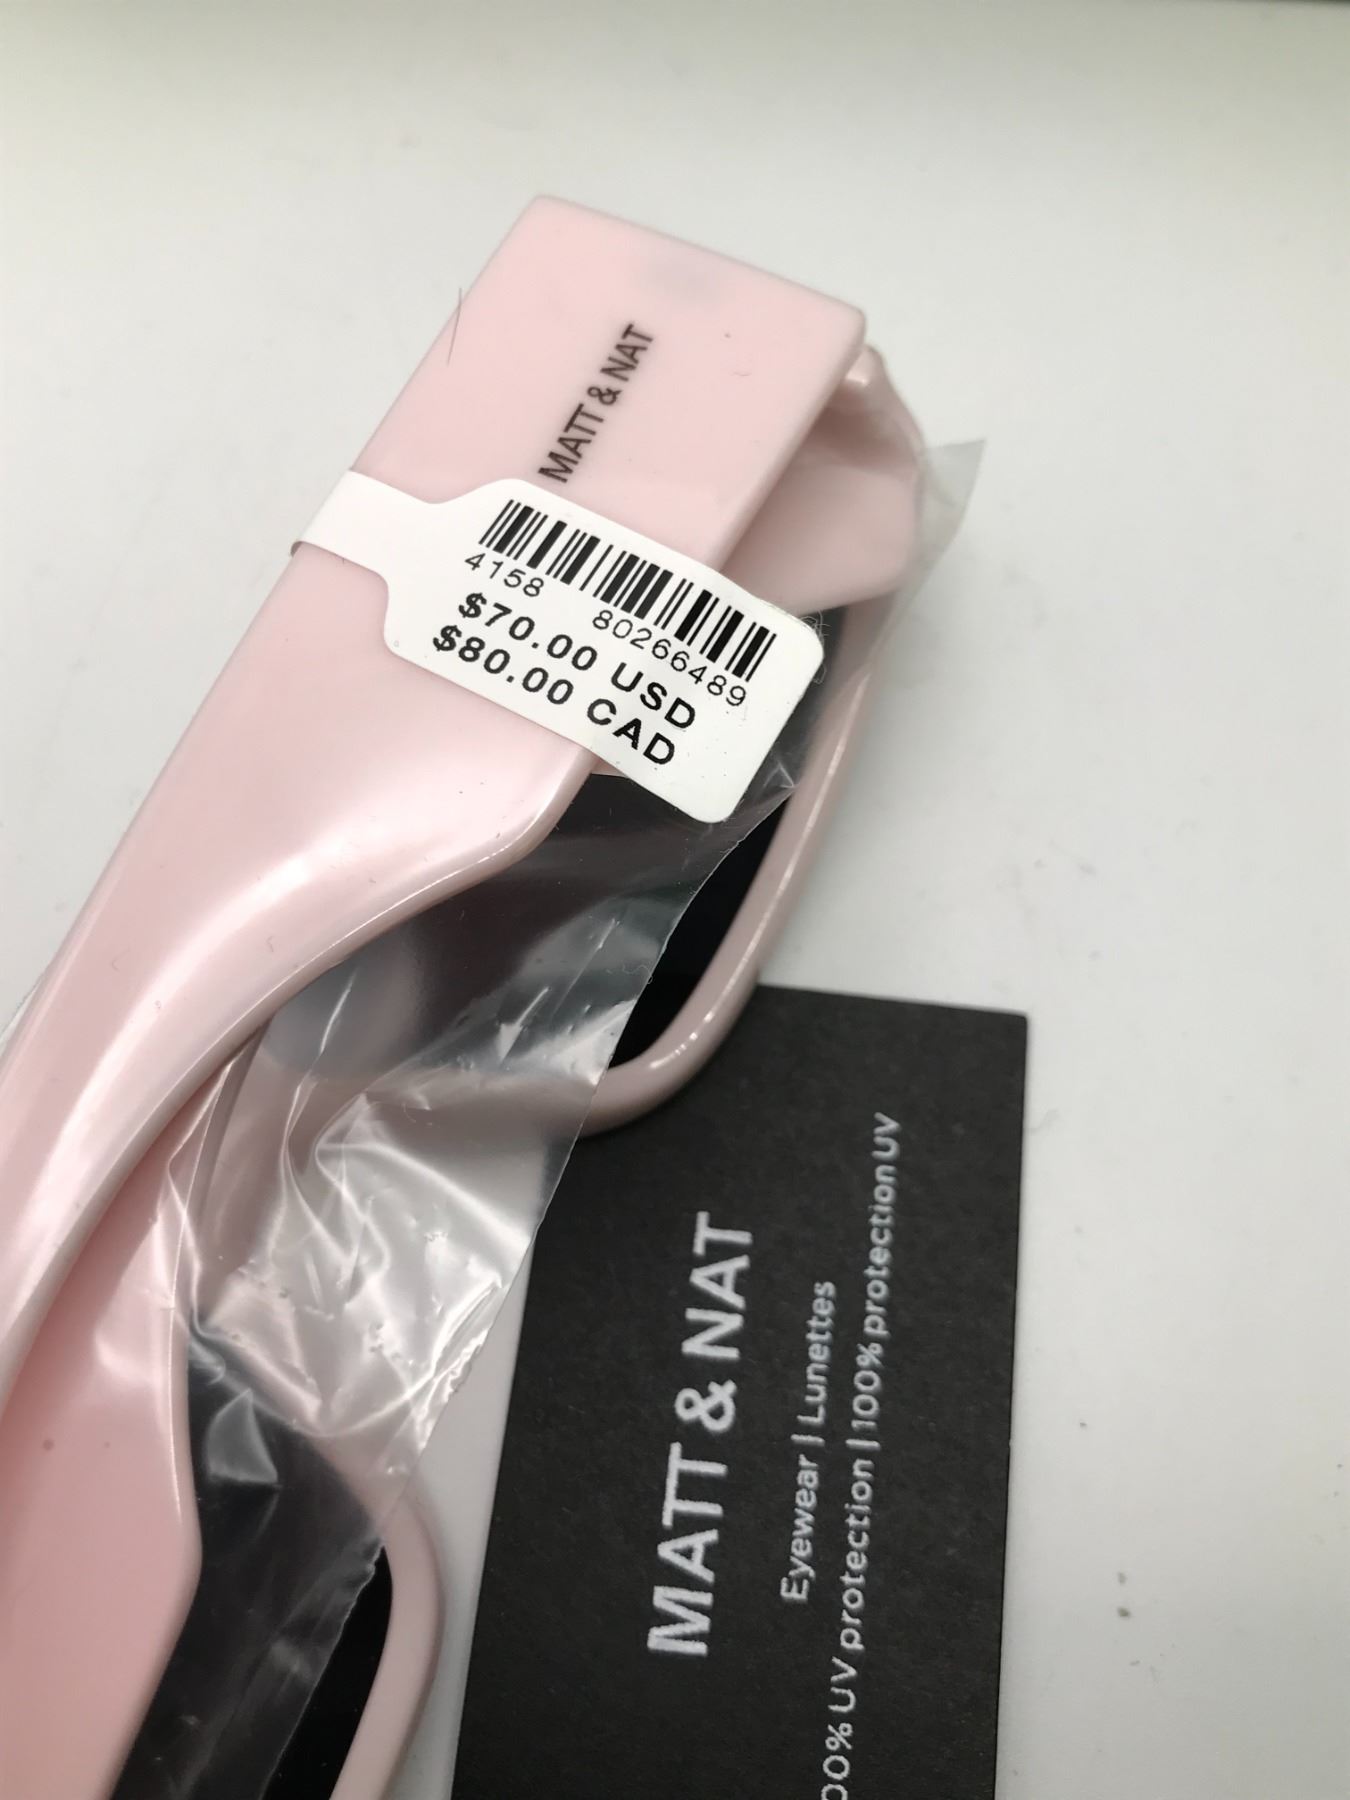 MATT & NAT
4158 80266489
$70.00 USD
$80.00 CAD
MATT & NAT
Eyewear | Lunettes
00% UV protection | 100% protection UV